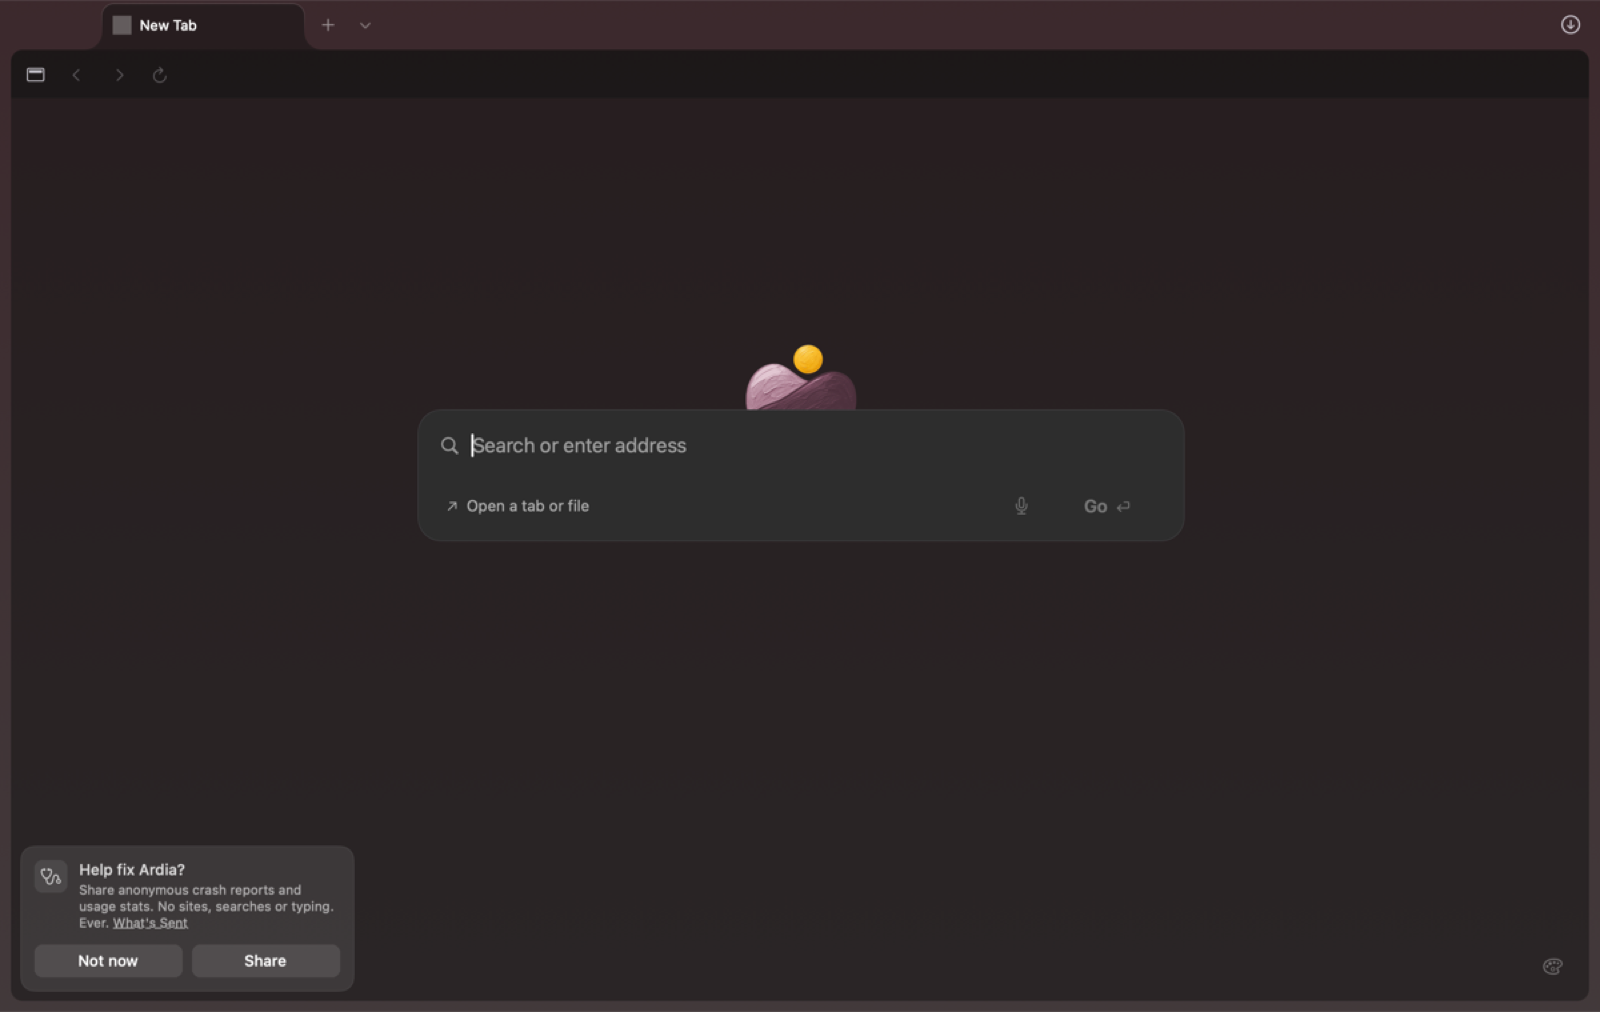 New Tab
Search or enter address
Open a tab or file
Go
Help fix Ardia?
Share anonymous crash reports and
usage stats. No sites, searches or typing.
Ever. What's Sent
Not now
Share